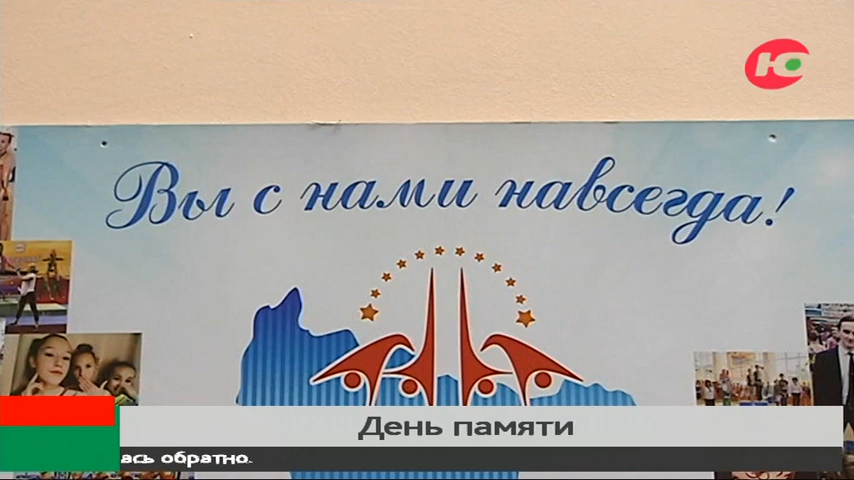 Ю
Вы с нами навсегда!
День памяти
ась обратно.